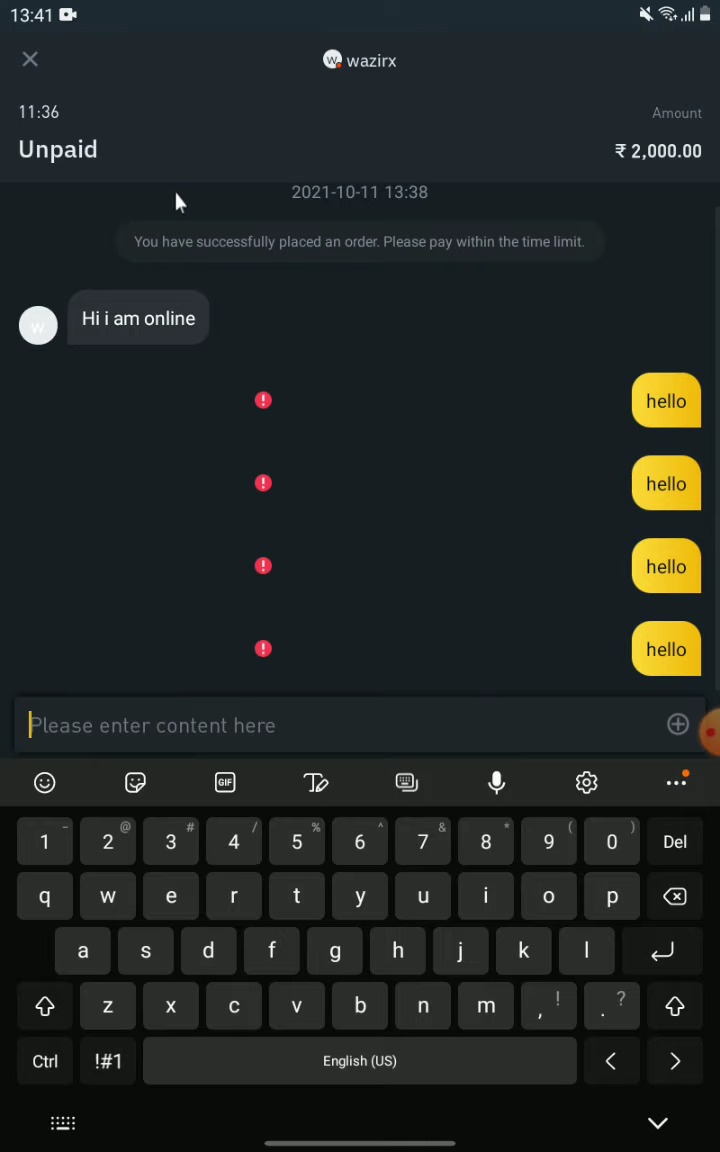 13:41
W wazirx
11:36
Amount
Unpaid
₹ 2,000.00
2021-10-11 13:38
You have successfully placed an order. Please pay within the time limit.
W
Hi i am online
! hello
! hello
! hello
! hello
Please enter content here
GIF
1 - 2 @ 3 # 4 / 5 % 6 ^ 7 & 8 * 9 ( 0 ) Del
q w e r t y u i o p
a s d f g h j k l
z x c v b n m , ! . ?
Ctrl !#1 English (US) < >